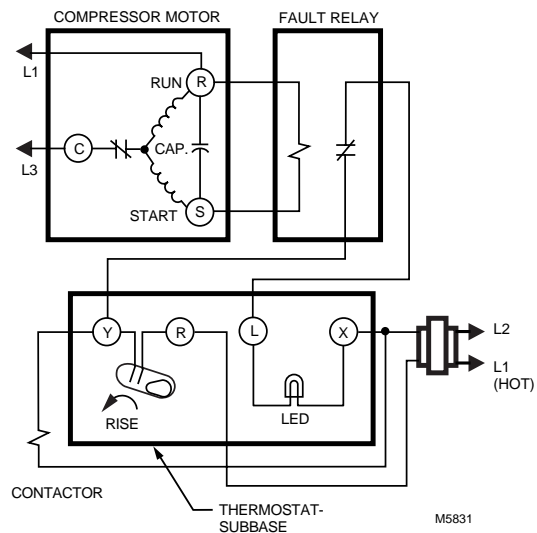 COMPRESSOR MOTOR
FAULT RELAY
L1
RUN
R
L3
C
CAP.
START
S
Y
R
L
X
L2
L1
(HOT)
RISE
LED
CONTACTOR
THERMOSTAT-
SUBBASE
M5831